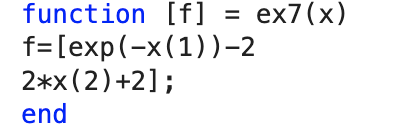 function [f] = ex7(x)
f=[exp(-x(1))-2
2*x(2)+2];
end